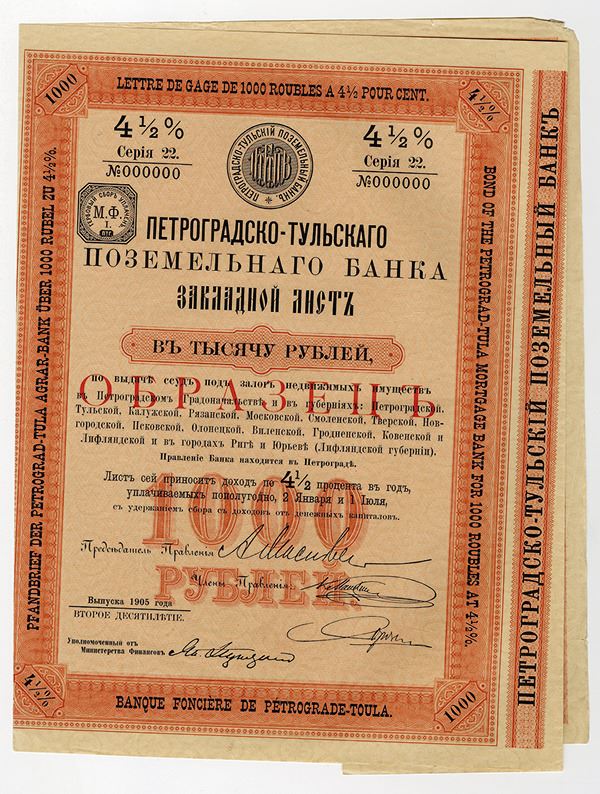 LETTRE DE GAGE DE 1000 ROUBLES A 4½ POUR CENT.
1000
4½%
4½ %
Серія 22.
№000000
ПЕТРОГРАДСКО-ТУЛЬСКІЙ ПОЗЕМЕЛЬНЫЙ БАНКЪ
4½ %
Серія 22.
№000000
М.Ф.
I.
ПЕТРОГРАДСКО-ТУЛЬСКАГО
ПОЗЕМЕЛЬНАГО БАНКА
ЗАКЛАДНОЙ ЛИСТЪ
ВЪ ТЫСЯЧУ РУБЛЕЙ,
ОБРАЗЕЦЪ
по выдачѣ ссудъ подъ залогъ недвижимыхъ имуществъ
въ Петроградскомъ Градоначальствѣ и въ губерніяхъ: Петроградской,
Тульской, Калужской, Рязанской, Московской, Смоленской, Тверской, Нов-
городской, Псковской, Олонецкой, Виленской, Гродненской, Ковенской и
Лифляндской и въ городахъ Ригѣ и Юрьевѣ (Лифляндской губерніи).
Правленіе Банка находится въ Петроградѣ.
Листъ сей приноситъ доходъ по 4½ процента въ годъ,
уплачиваемыхъ пополугодно, 2 Января и 1 Іюля,
съ удержаніемъ сбора съ доходовъ отъ денежныхъ капиталовъ.
1000
РУБЛЕЙ.
Предсѣдатель Правленія
Члены Правленія:
Выпуска 1905 года
ВТОРОЕ ДЕСЯТИЛѢТІЕ.
Уполномоченный отъ
Министерства Финансовъ
PFANDBRIEF DER PETROGRAD-TULA AGRAR-BANK ÜBER 1000 RUBEL ZU 4½%.
BOND OF THE PETROGRAD-TULA MORTGAGE BANK FOR 1000 ROUBLES AT 4½%.
4½%
BANQUE FONCIÈRE DE PÉTROGRADE-TOULA.
1000
ПЕТРОГРАДСКО-ТУЛЬСКІЙ ПОЗЕМЕЛЬНЫЙ БАНКЪ